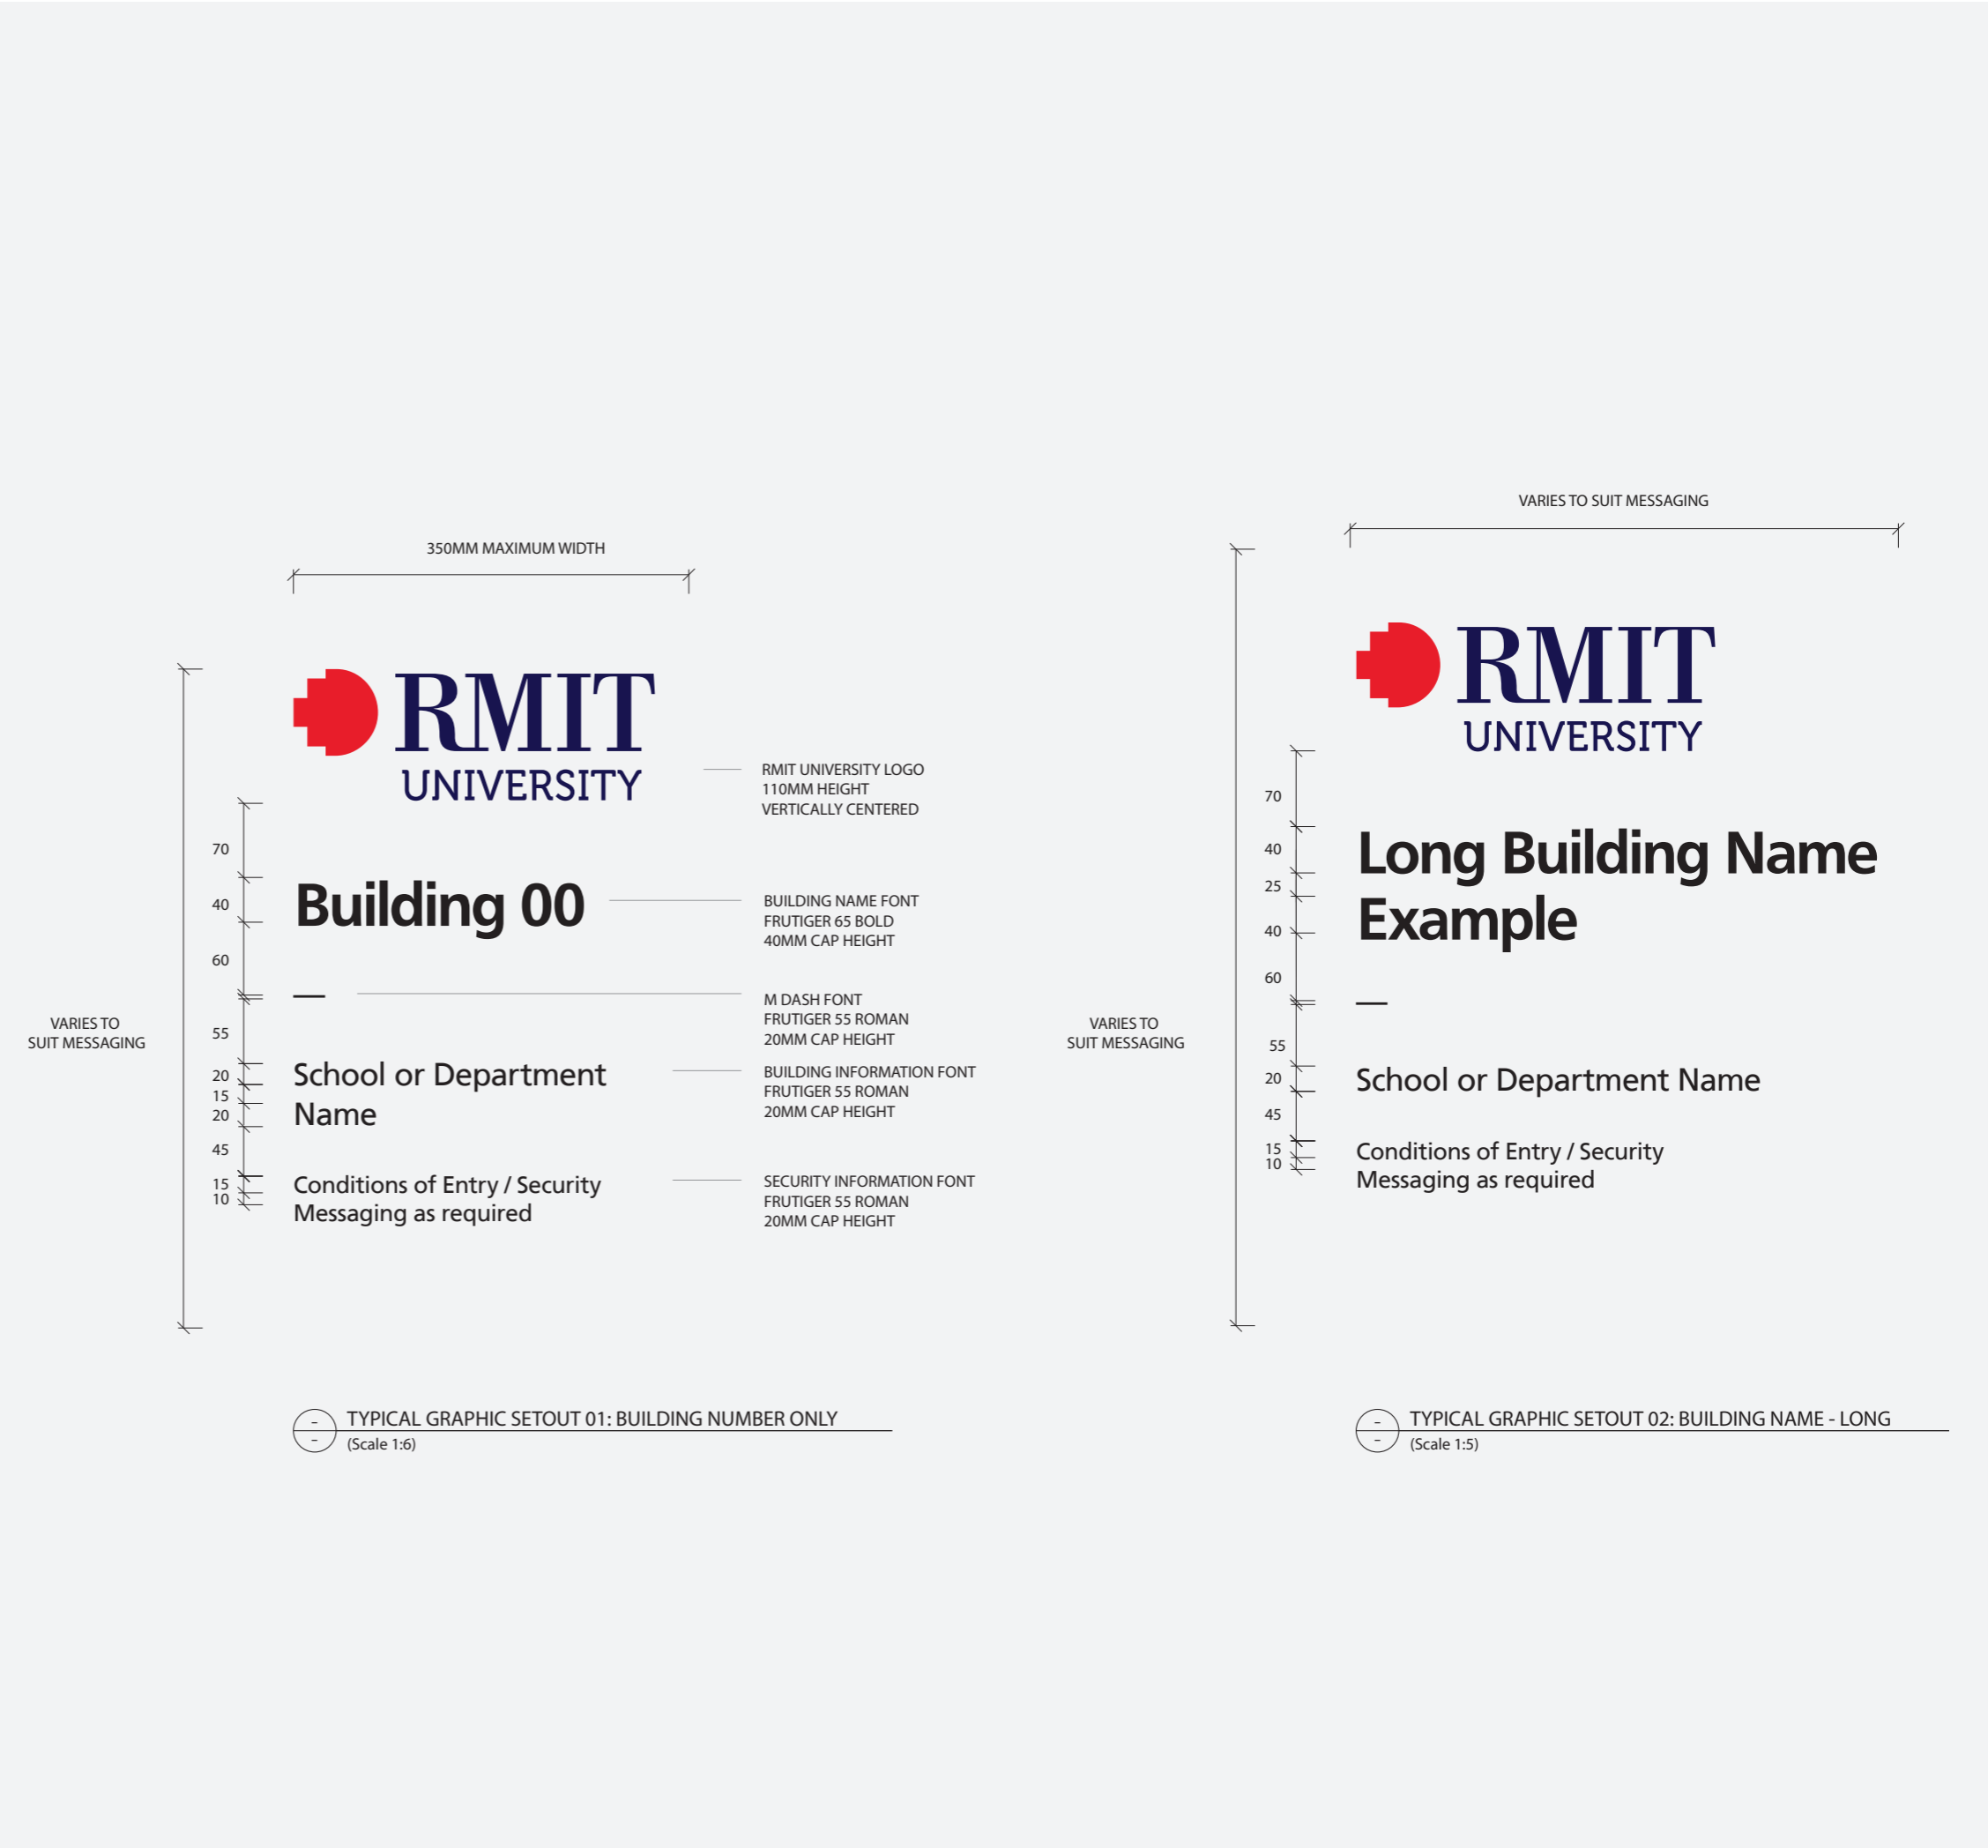 350MM MAXIMUM WIDTH
RMIT
UNIVERSITY
RMIT UNIVERSITY LOGO
110MM HEIGHT
VERTICALLY CENTERED
70
40
Building 00
BUILDING NAME FONT
FRUTIGER 65 BOLD
40MM CAP HEIGHT
60
—
M DASH FONT
FRUTIGER 55 ROMAN
20MM CAP HEIGHT
VARIES TO
SUIT MESSAGING
55
20
15
20
School or Department
Name
BUILDING INFORMATION FONT
FRUTIGER 55 ROMAN
20MM CAP HEIGHT
45
15
10
Conditions of Entry / Security
Messaging as required
SECURITY INFORMATION FONT
FRUTIGER 55 ROMAN
20MM CAP HEIGHT
- 
-
TYPICAL GRAPHIC SETOUT 01: BUILDING NUMBER ONLY
(Scale 1:6)
VARIES TO SUIT MESSAGING
RMIT
UNIVERSITY
70
40
25
40
Long Building Name
Example
60
—
VARIES TO
SUIT MESSAGING
55
20
School or Department Name
45
15
10
Conditions of Entry / Security
Messaging as required
-
-
TYPICAL GRAPHIC SETOUT 02: BUILDING NAME - LONG
(Scale 1:5)